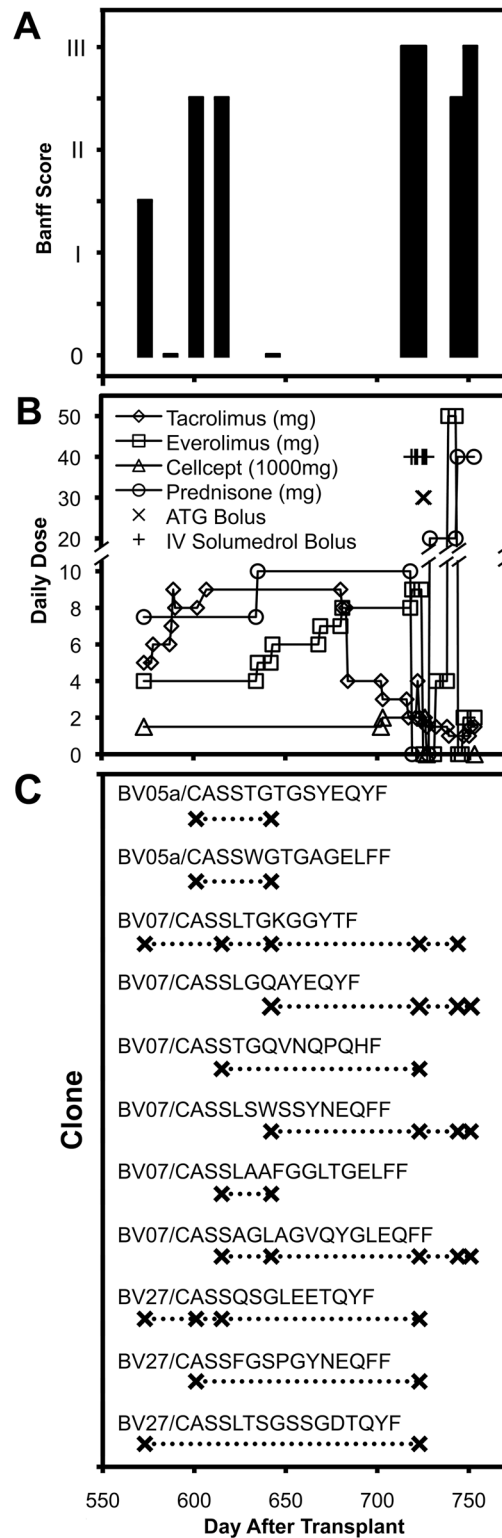 A
III
II
I
0
Banff Score
B
50
40
30
20
10
8
6
4
2
0
Daily Dose
Tacrolimus (mg)
Everolimus (mg)
Cellcept (1000mg)
Prednisone (mg)
ATG Bolus
IV Solumedrol Bolus
C
Clone
BV05a/CASSTGTGSYEQYF
BV05a/CASSWGTGAGELFF
BV07/CASSLTGKGGYTF
BV07/CASSLGQAYEQYF
BV07/CASSTGQVNQPQHF
BV07/CASSLSWSSYNEQFF
BV07/CASSLAAFGGLTGELFF
BV07/CASSAGLAGVQYGLEQFF
BV27/CASSQSGLEETQYF
BV27/CASSFGSPGYNEQFF
BV27/CASSLTSGSSGDTQYF
550 600 650 700 750
Day After Transplant